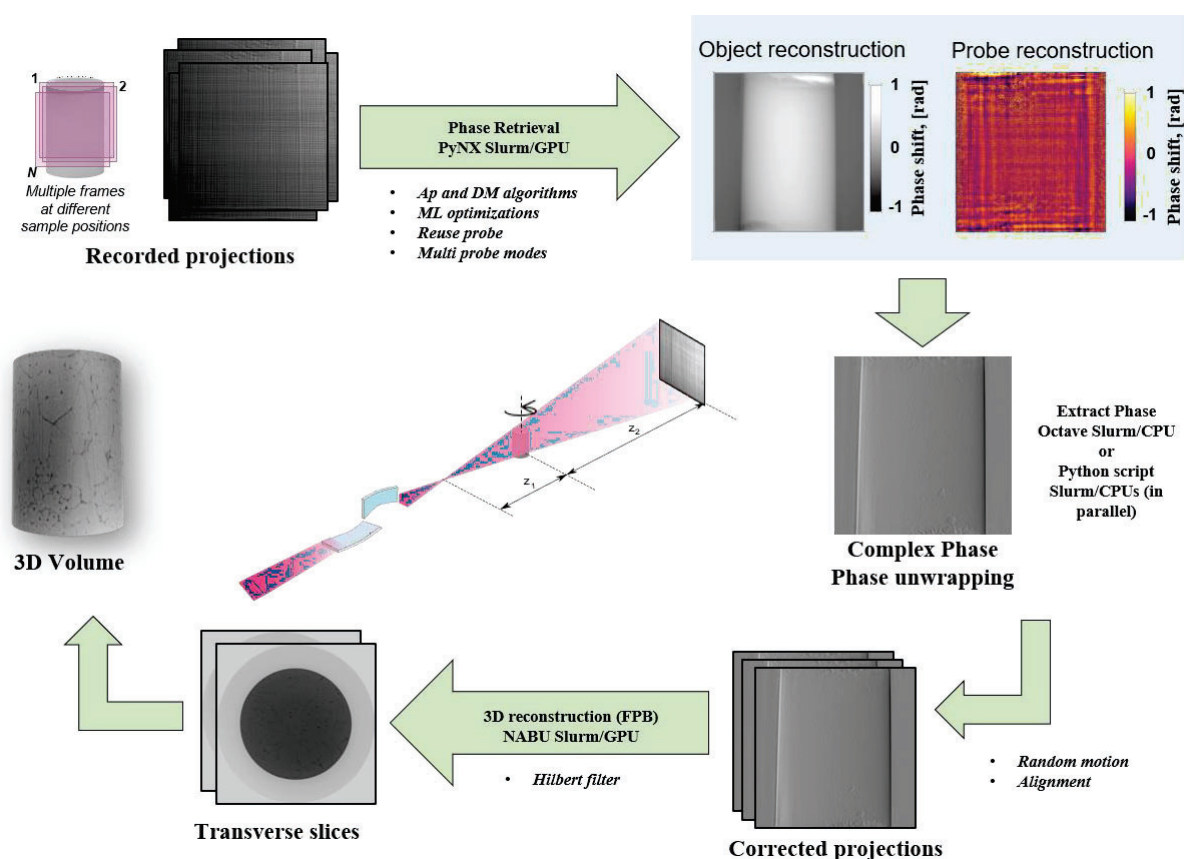 1
2
N
Multiple frames
at different
sample positions
Recorded projections
Phase Retrieval
PyNX Slurm/GPU
• Ap and DM algorithms
• ML optimizations
• Reuse probe
• Multi probe modes
Object reconstruction
1
0
-1
Phase shift, [rad]
Probe reconstruction
1
0
-1
Phase shift, [rad]
Extract Phase
Octave Slurm/CPU
or
Python script
Slurm/CPUs (in
parallel)
Complex Phase
Phase unwrapping
z1
z2
3D Volume
• Random motion
• Alignment
Corrected projections
3D reconstruction (FPB)
NABU Slurm/GPU
• Hilbert filter
Transverse slices